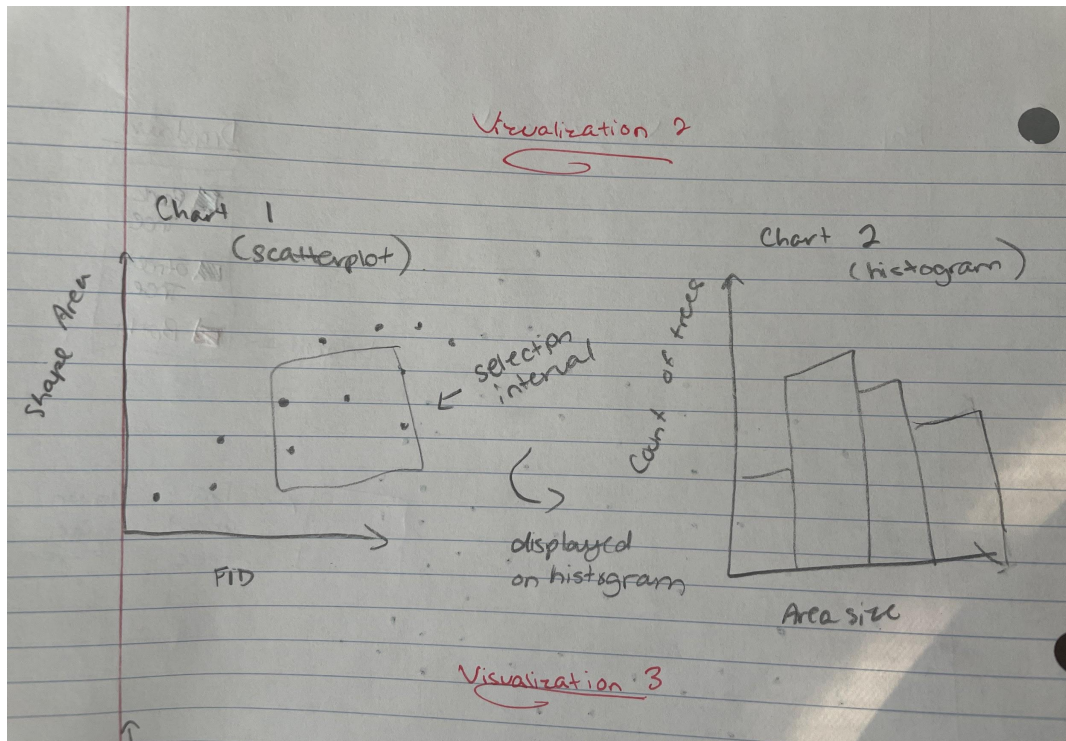 Vizualization 2
Chart 1
(scatterplot)
Shape Area
selection
interval
FID
displayed
on histogram
Chart 2
(histogram)
Count of trees
Area size
Visualization 3